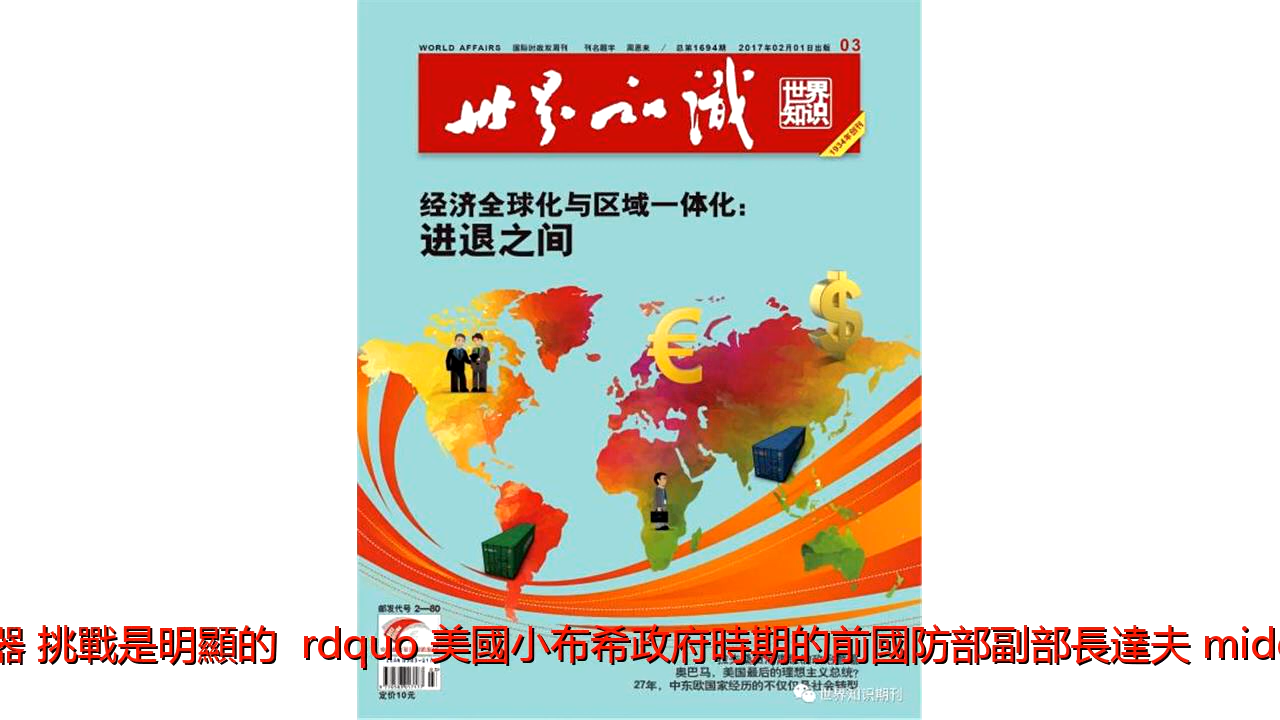 WORLD AFFAIRS 国际时政双周刊 刊名题字 周恩来 / 总第1694期 2017年02月01日出版 03
世界知识
世界
知识
1934年创刊
经济全球化与区域一体化：
进退之间
邮发代号 2—80
器 挑戰是明顯的 rdquo 美國小布希政府時期的前國防部副部長達夫 mid
奥巴马，美国最后的理想主义总统？
27年，中东欧国家经历的不仅仅是社会转型
世界知识期刊
定价10元